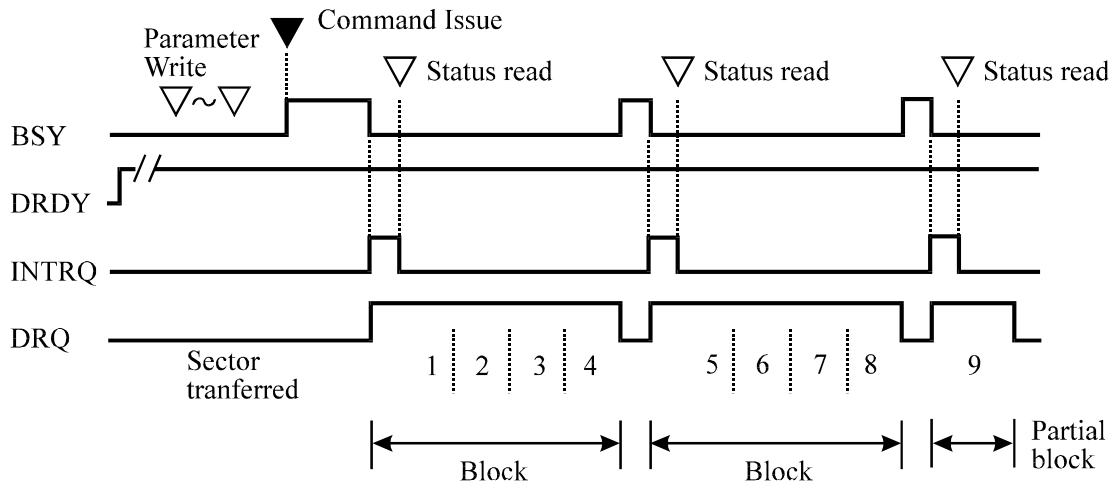 Command Issue
Parameter
Write
Status read
Status read
Status read
BSY
DRDY
INTRQ
DRQ
Sector
tranferred
1 2 3 4 5 6 7 8 9
Block
Block
Partial
block